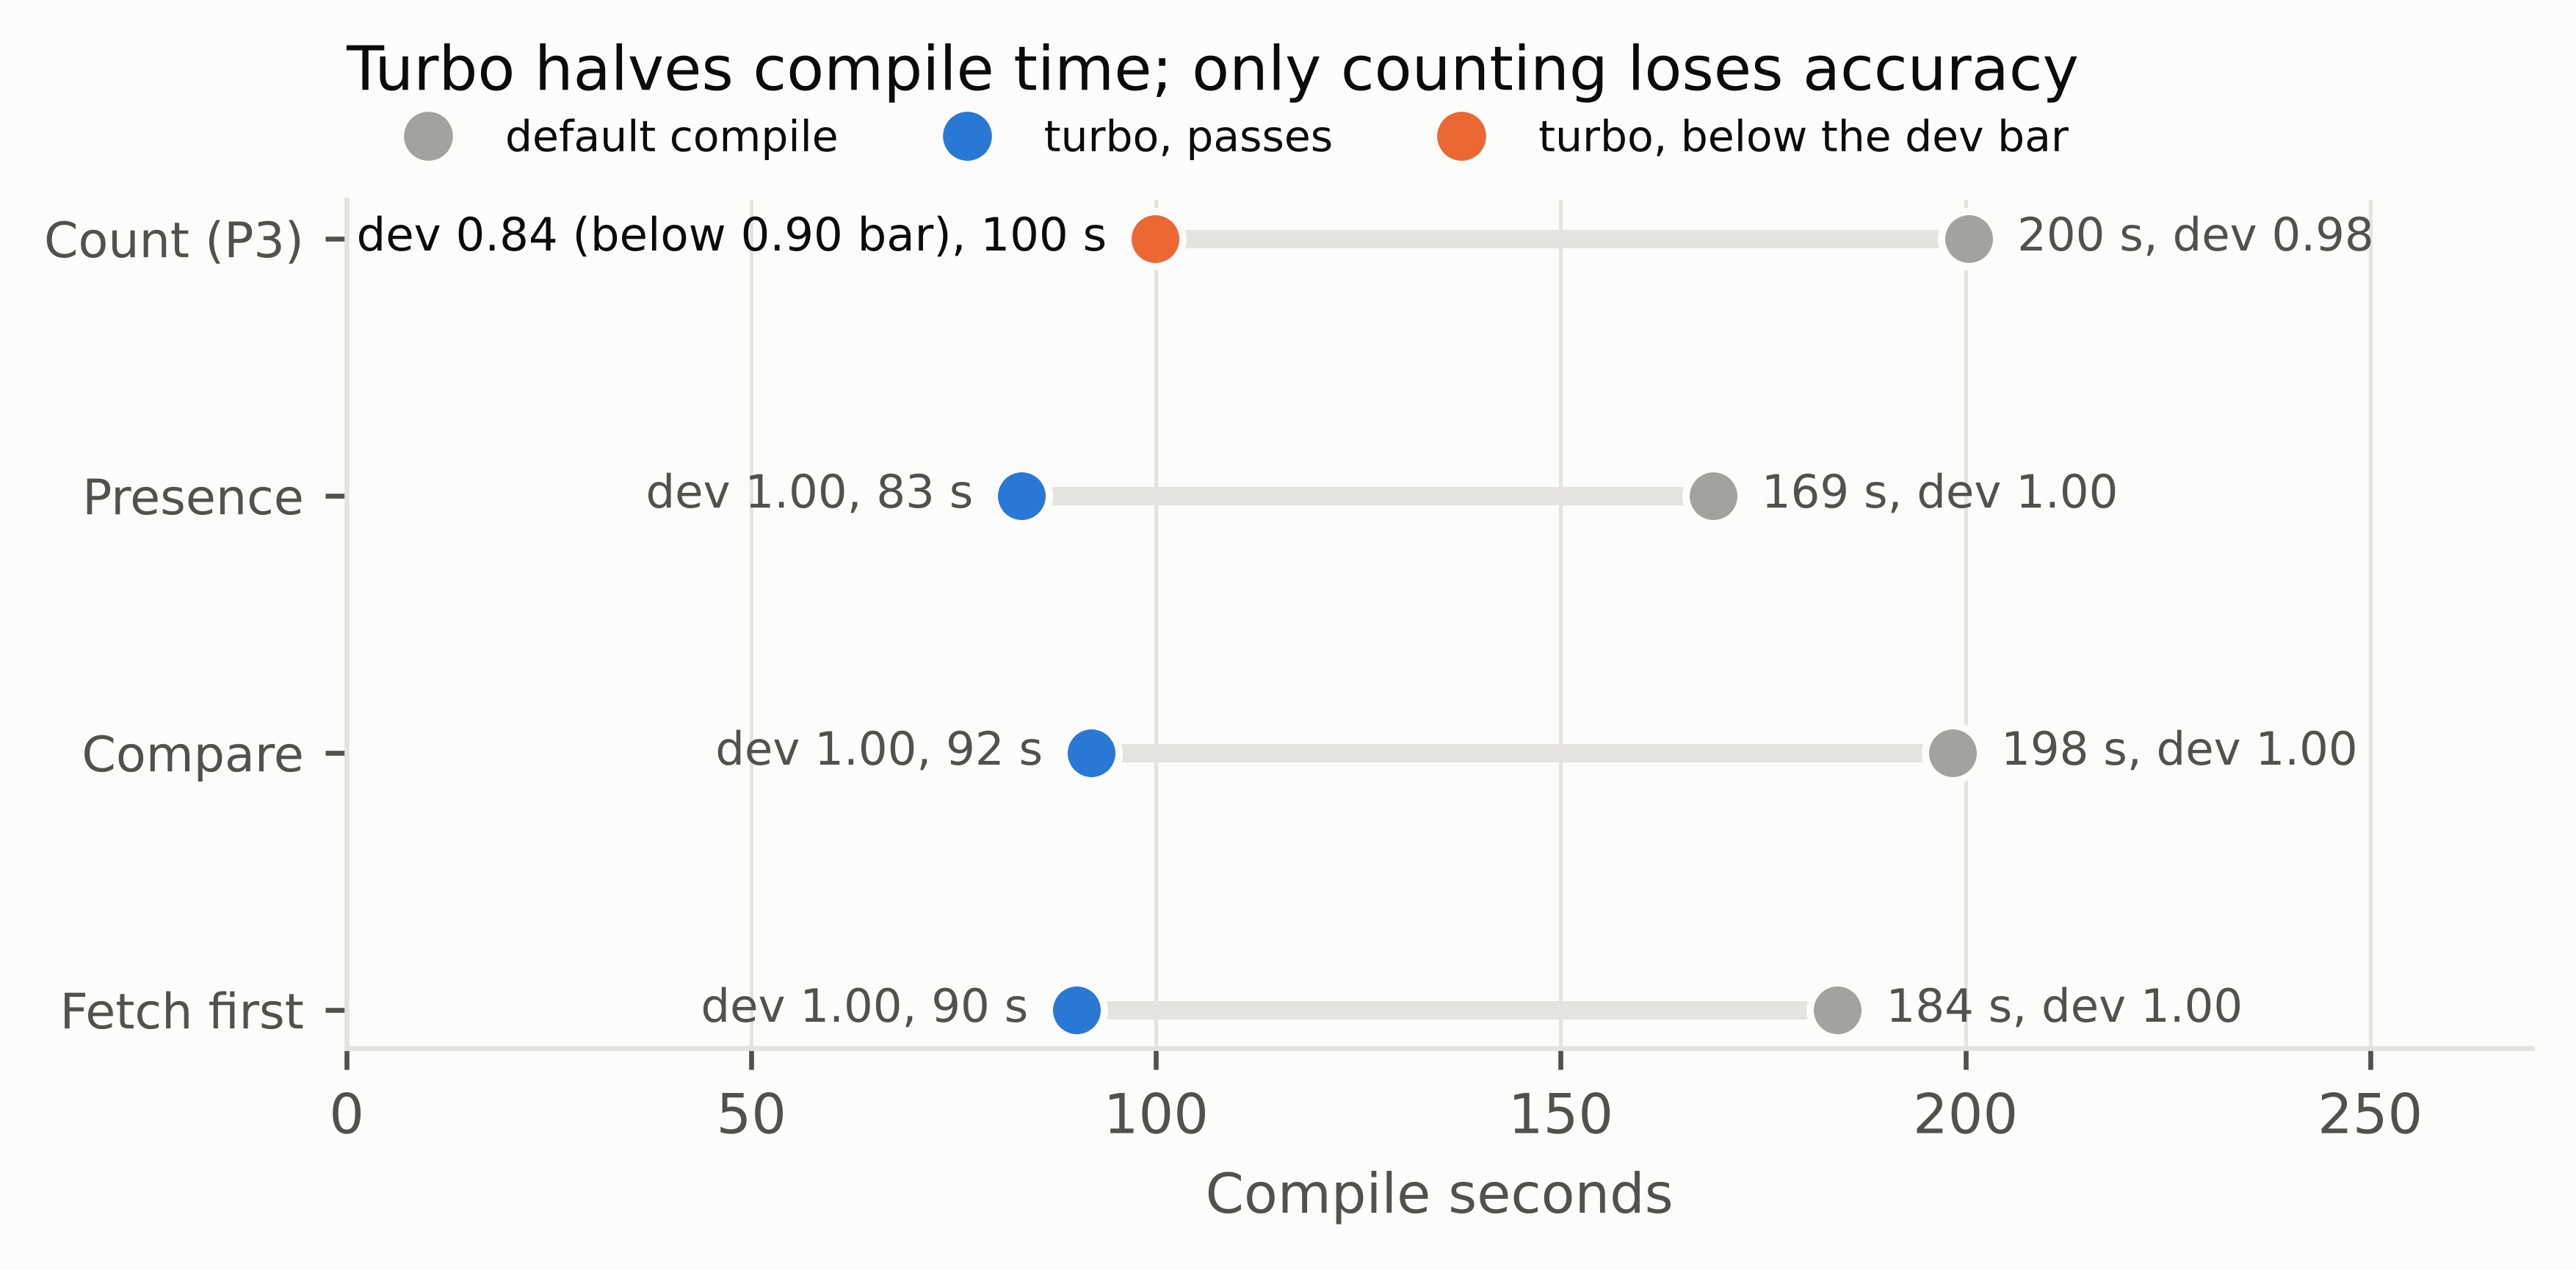 Turbo halves compile time; only counting loses accuracy
default compile turbo, passes turbo, below the dev bar
Count (P3) dev 0.84 (below 0.90 bar), 100 s 200 s, dev 0.98
Presence dev 1.00, 83 s 169 s, dev 1.00
Compare dev 1.00, 92 s 198 s, dev 1.00
Fetch first dev 1.00, 90 s 184 s, dev 1.00
0 50 100 150 200 250
Compile seconds